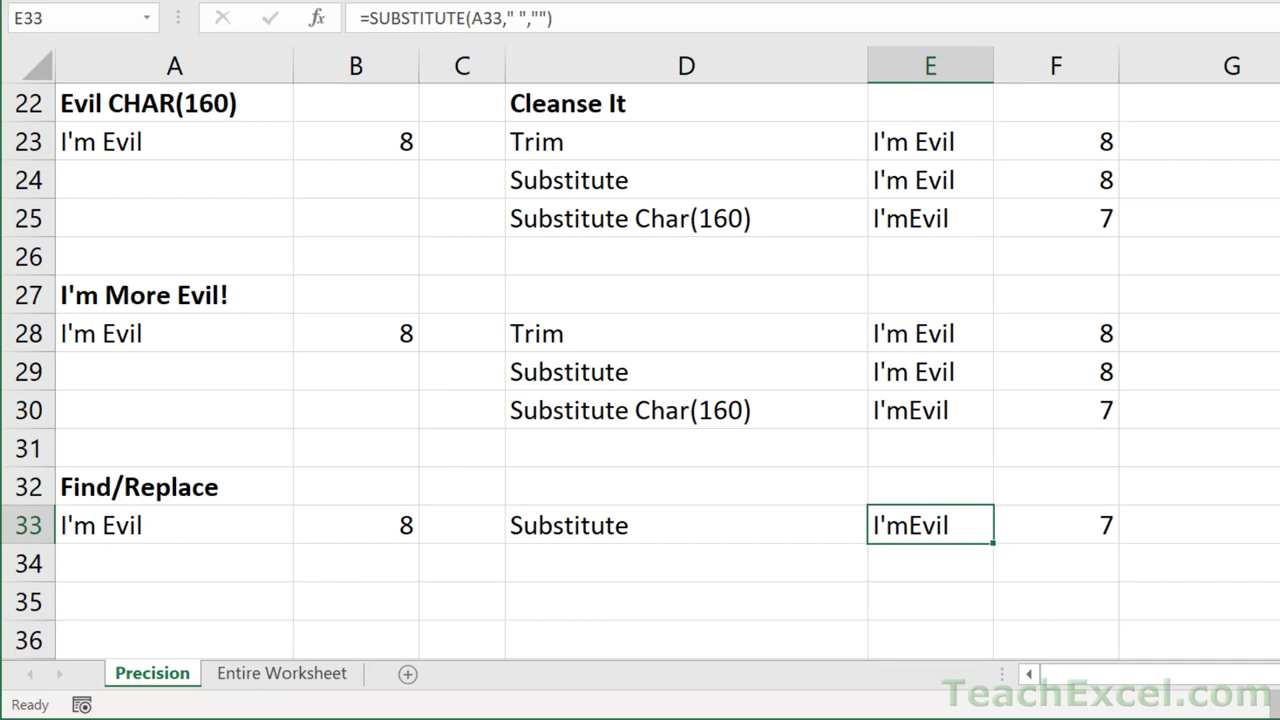 E33 fx =SUBSTITUTE(A33," ","")
A B C D E F G
22 Evil CHAR(160) Cleanse It
23 I'm Evil 8 Trim I'm Evil 8
24 Substitute I'm Evil 8
25 Substitute Char(160) I'mEvil 7
26
27 I'm More Evil!
28 I'm Evil 8 Trim I'm Evil 8
29 Substitute I'm Evil 8
30 Substitute Char(160) I'mEvil 7
31
32 Find/Replace
33 I'm Evil 8 Substitute I'mEvil 7
34
35
36
Precision Entire Worksheet
Ready
TeachExcel.com